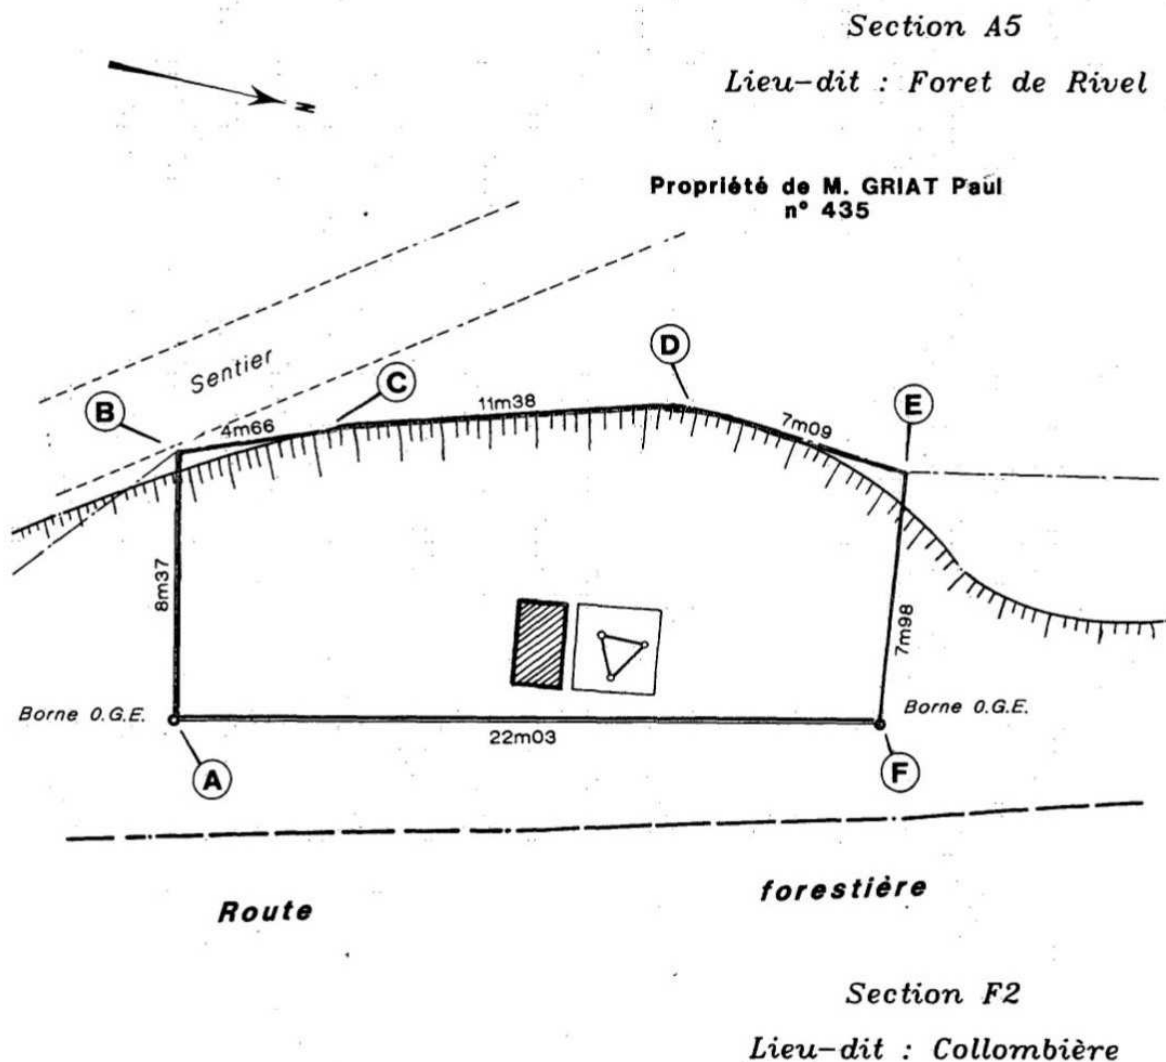 Section A5
Lieu-dit : Foret de Rivel
N
Propriété de M. GRIAT Paul
n° 435
Sentier
B
C
D
E
4m66
11m38
7m09
8m37
7m98
Borne O.G.E.
Borne O.G.E.
22m03
A
F
Route forestière
Section F2
Lieu-dit : Collombière